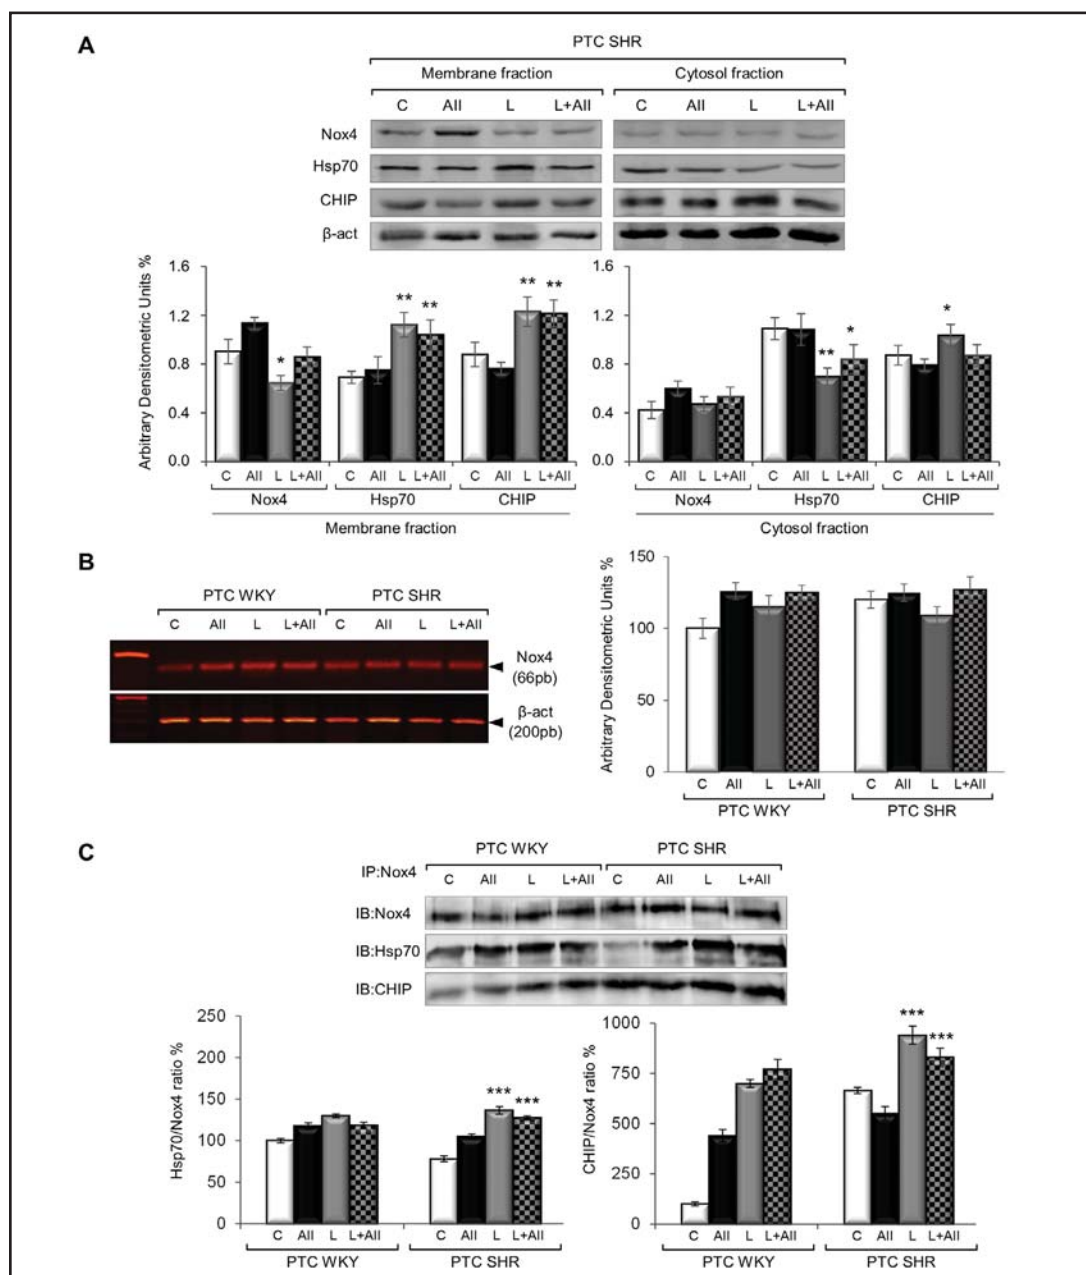 A
PTC SHR
Membrane fraction Cytosol fraction
C AII L L+AII C AII L L+AII
Nox4
Hsp70
CHIP
β-act
Arbitrary Densitometric Units %
1.6
1.2
0.8
0.4
0.0
* ** ** ** **
C AII L L+AII C AII L L+AII C AII L L+AII
Nox4 Hsp70 CHIP
Membrane fraction
Arbitrary Densitometric Units %
1.6
1.2
0.8
0.4
0.0
** * *
C AII L L+AII C AII L L+AII C AII L L+AII
Nox4 Hsp70 CHIP
Cytosol fraction
B
PTC WKY PTC SHR
C AII L L+AII C AII L L+AII
Nox4
(66pb)
β-act
(200pb)
Arbitrary Densitometric Units %
150
100
50
0
C AII L L+AII C AII L L+AII
PTC WKY PTC SHR
C
PTC WKY PTC SHR
IP:Nox4
C AII L L+AII C AII L L+AII
IB:Nox4
IB:Hsp70
IB:CHIP
Hsp70/Nox4 ratio %
250
200
150
100
50
0
*** ***
C AII L L+AII C AII L L+AII
PTC WKY PTC SHR
CHIP/Nox4 ratio %
1000
750
500
250
0
*** ***
C AII L L+AII C AII L L+AII
PTC WKY PTC SHR